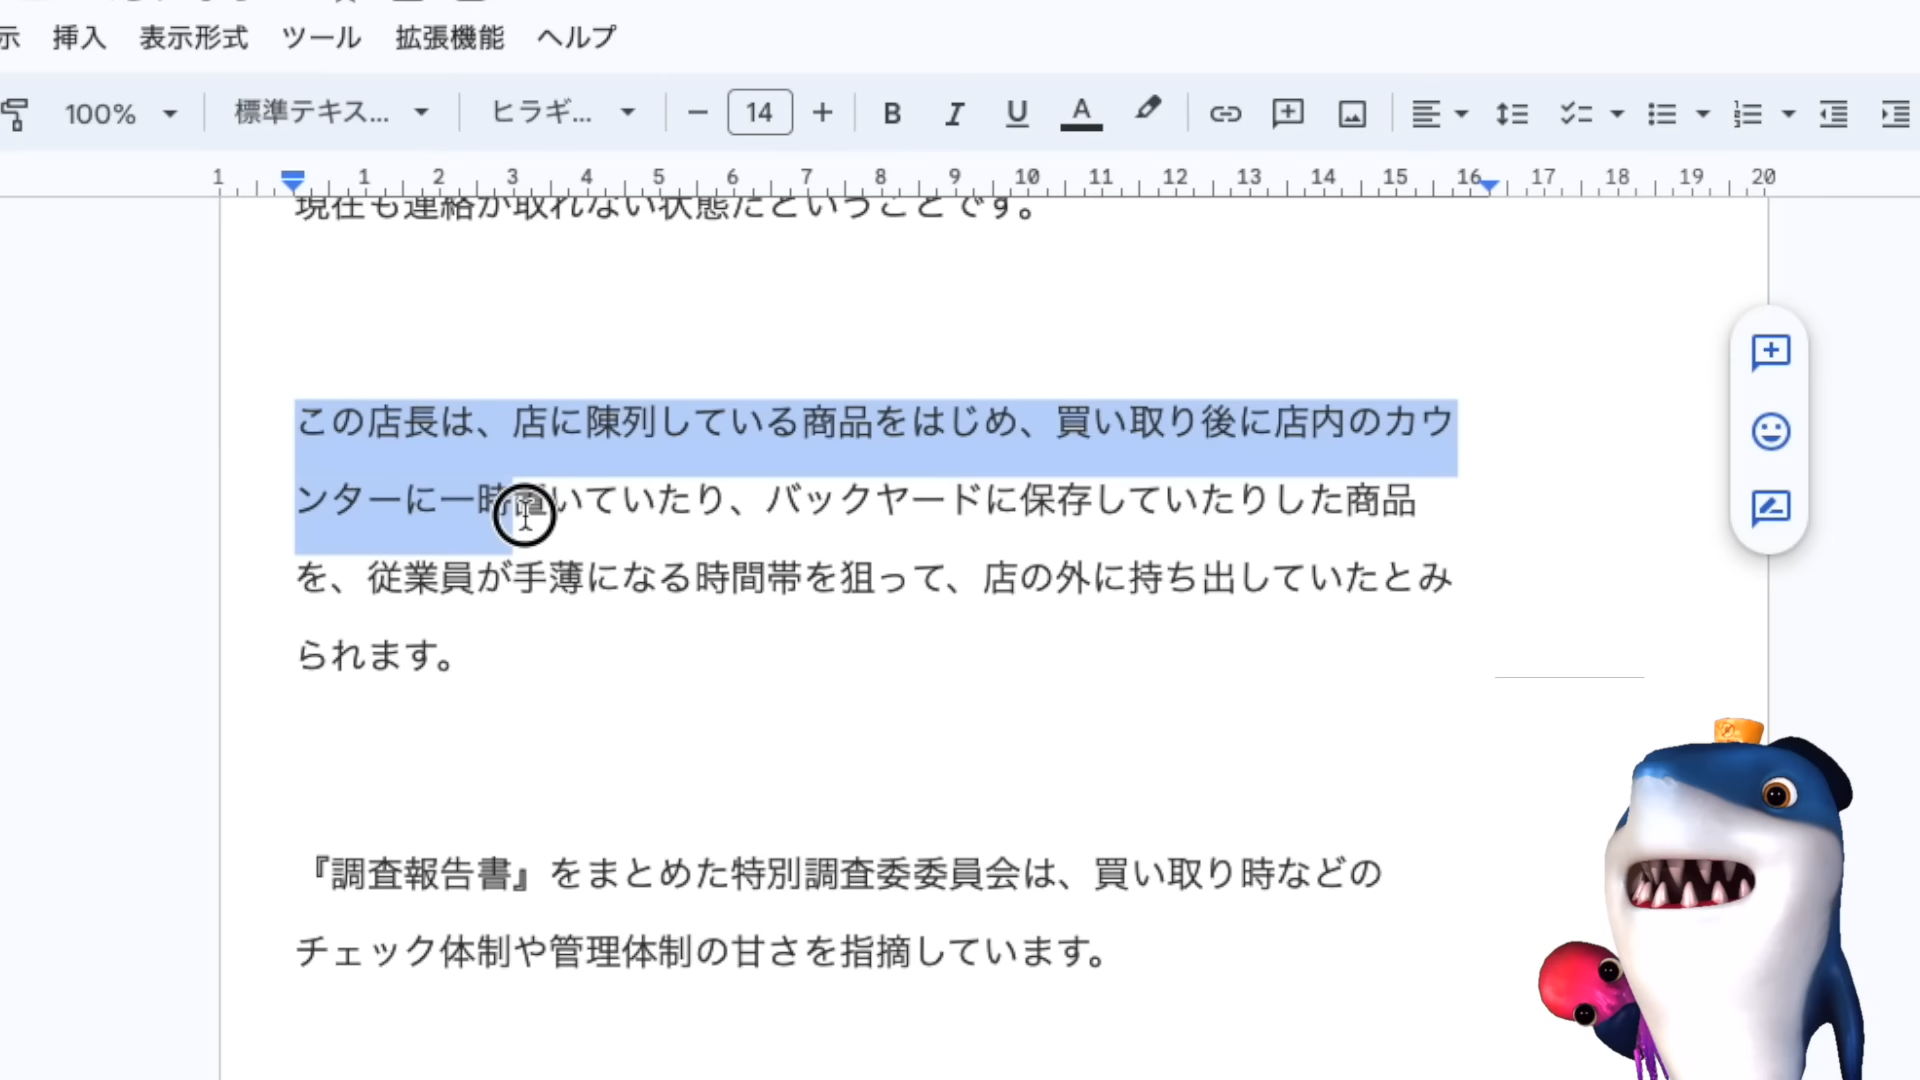 示 挿入 表示形式 ツール 拡張機能 ヘルプ
100% 標準テキス... ヒラギ... − 14 + B I U A
1 1 2 3 4 5 6 7 8 9 10 11 12 13 14 15 16 17 18 19 20
現在も連絡が取れない状態だということです。
この店長は、店に陳列している商品をはじめ、買い取り後に店内のカウ
ンターに一時置いていたり、バックヤードに保存していたりした商品
を、従業員が手薄になる時間帯を狙って、店の外に持ち出していたとみ
られます。
『調査報告書』をまとめた特別調査委委員会は、買い取り時などの
チェック体制や管理体制の甘さを指摘しています。